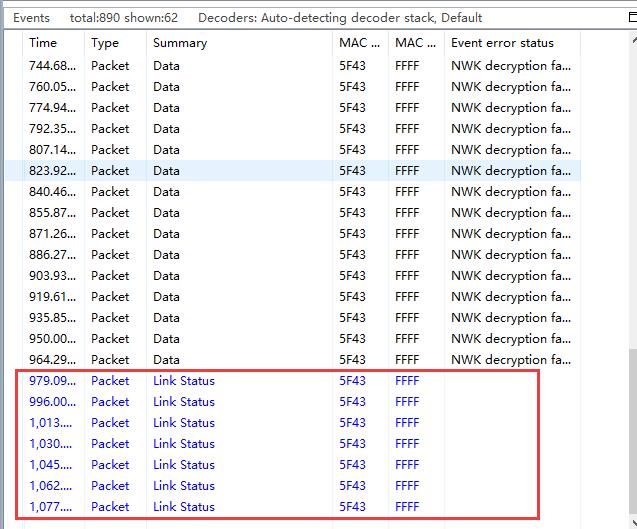 Events total:890 shown:62 Decoders: Auto-detecting decoder stack, Default
Time Type Summary MAC ... MAC ... Event error status
744.68... Packet Data 5F43 FFFF NWK decryption fa...
760.05... Packet Data 5F43 FFFF NWK decryption fa...
774.94... Packet Data 5F43 FFFF NWK decryption fa...
792.35... Packet Data 5F43 FFFF NWK decryption fa...
807.14... Packet Data 5F43 FFFF NWK decryption fa...
823.92... Packet Data 5F43 FFFF NWK decryption fa...
840.46... Packet Data 5F43 FFFF NWK decryption fa...
855.87... Packet Data 5F43 FFFF NWK decryption fa...
871.26... Packet Data 5F43 FFFF NWK decryption fa...
886.27... Packet Data 5F43 FFFF NWK decryption fa...
903.93... Packet Data 5F43 FFFF NWK decryption fa...
919.61... Packet Data 5F43 FFFF NWK decryption fa...
935.85... Packet Data 5F43 FFFF NWK decryption fa...
950.00... Packet Data 5F43 FFFF NWK decryption fa...
964.29... Packet Data 5F43 FFFF NWK decryption fa...
979.09... Packet Link Status 5F43 FFFF
996.00... Packet Link Status 5F43 FFFF
1,013.... Packet Link Status 5F43 FFFF
1,030.... Packet Link Status 5F43 FFFF
1,045.... Packet Link Status 5F43 FFFF
1,062.... Packet Link Status 5F43 FFFF
1,077.... Packet Link Status 5F43 FFFF